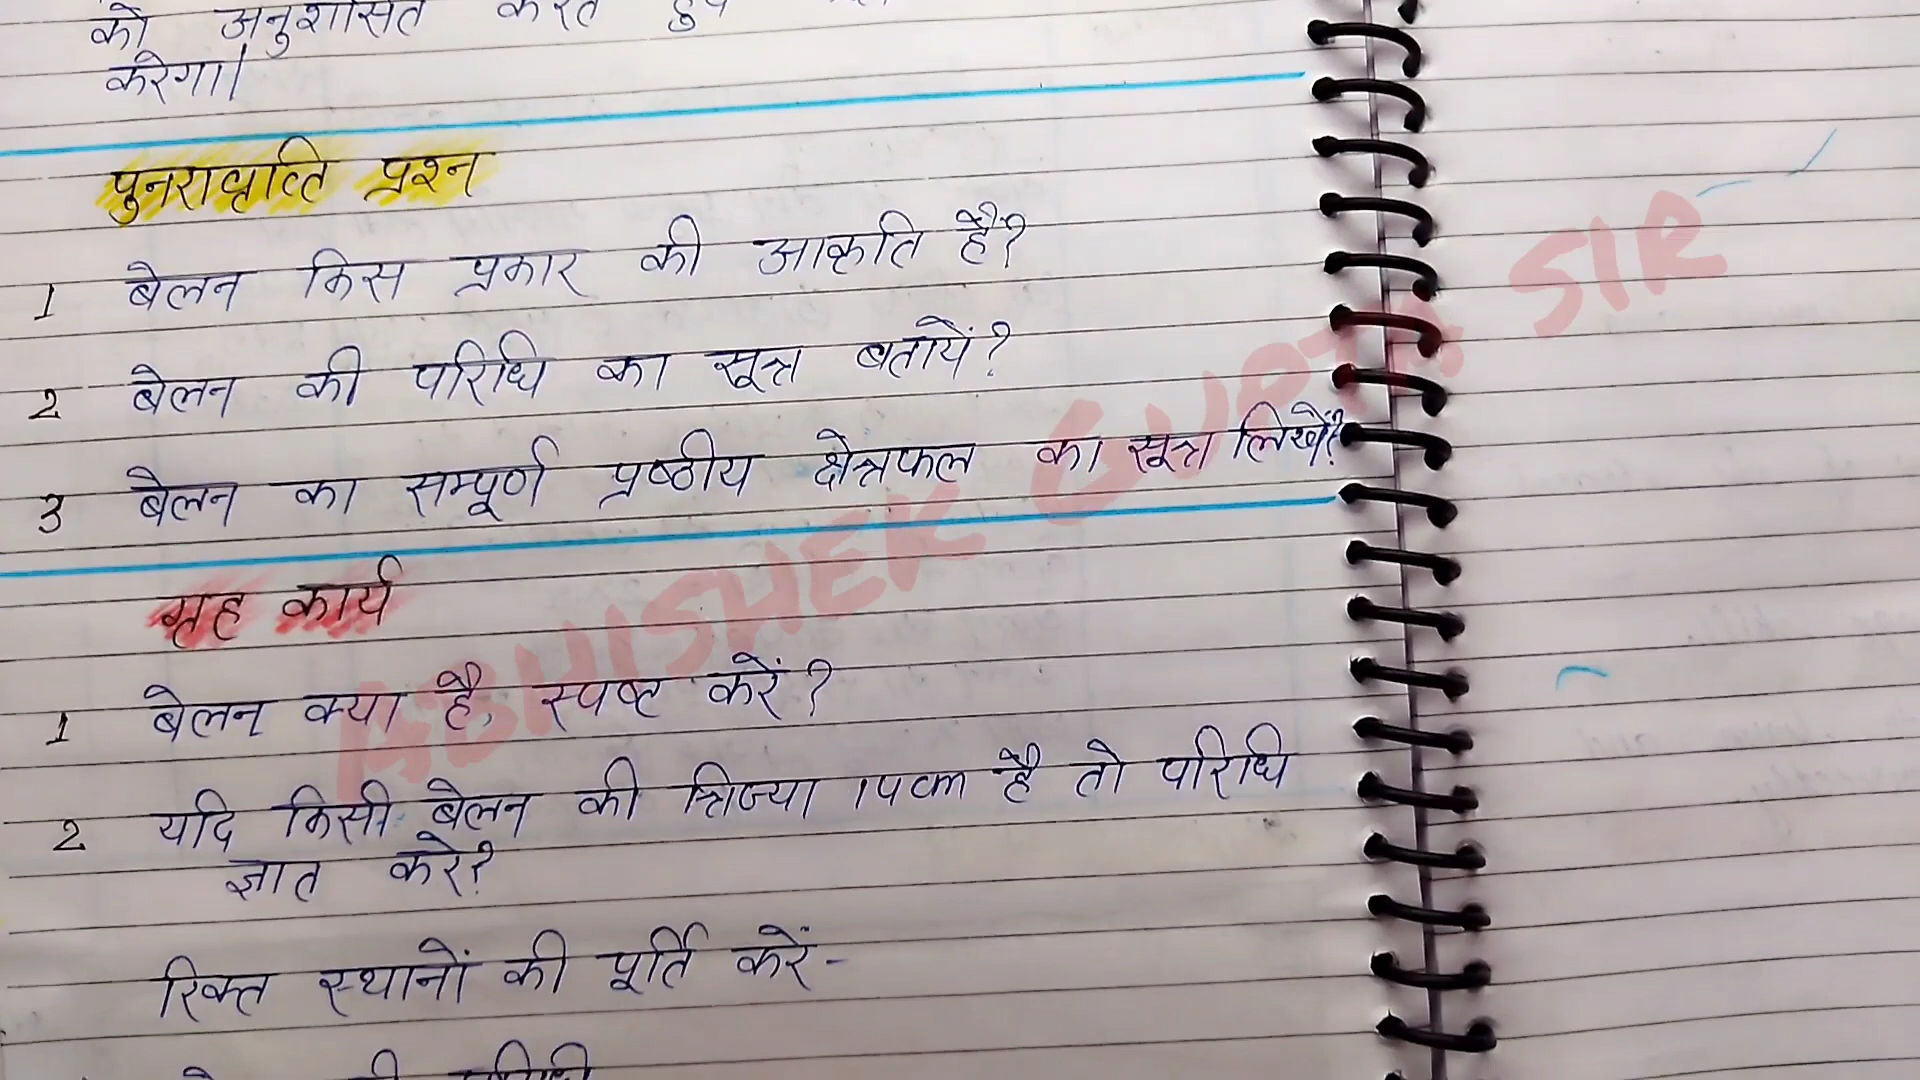 को अनुशासित करते हुए
करेगा।
पुनरावृत्ति प्रश्न
1 बेलन किस प्रकार की आकृति है?
2 बेलन की परिधि का सूत्र बतायें?
3 बेलन का सम्पूर्ण प्रष्ठीय क्षेत्रफल का सूत्र लिखें?
गृह कार्य
1 बेलन क्या है, स्पष्ट करें?
2 यदि किसी बेलन की त्रिज्या 14cm है तो परिधि
ज्ञात करे?
रिक्त स्थानों की पूर्ति करें-
ABHISHEK GUPTA SIR